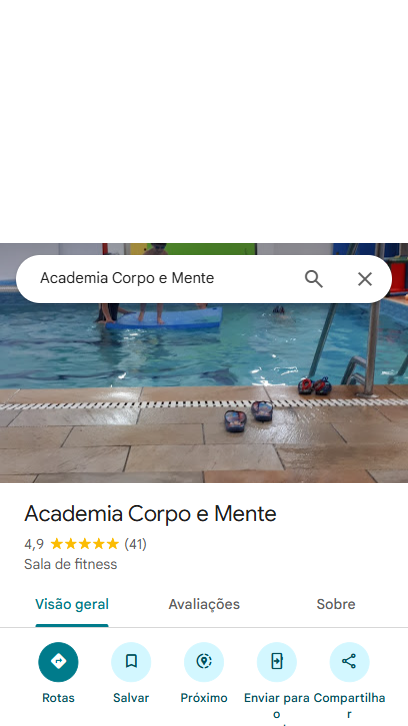 Academia Corpo e Mente
Academia Corpo e Mente
4,9 (41)
Sala de fitness
Visão geral Avaliações Sobre
Rotas Salvar Próximo Enviar para Compartilha
o r